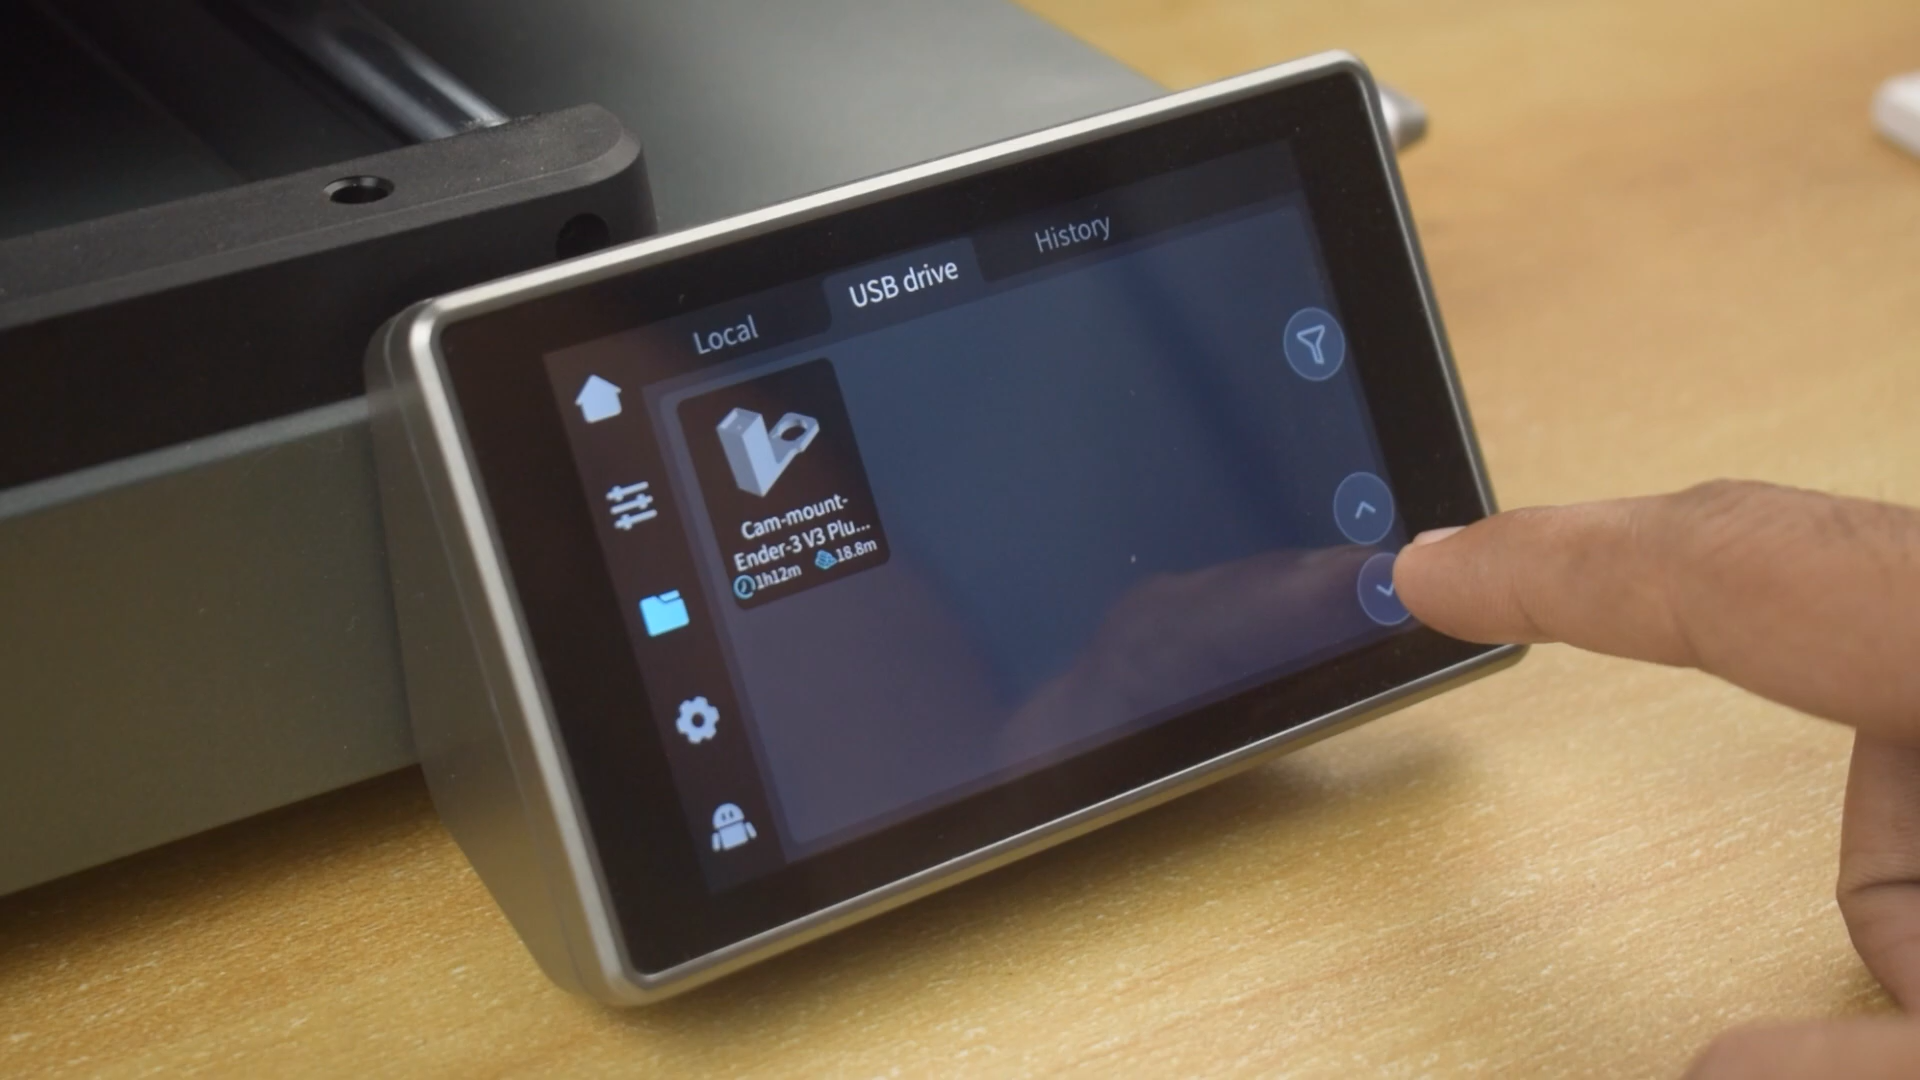 Local
USB drive
History
Cam-mount-
Ender-3 V3 Plu...
1h12m 18.8m